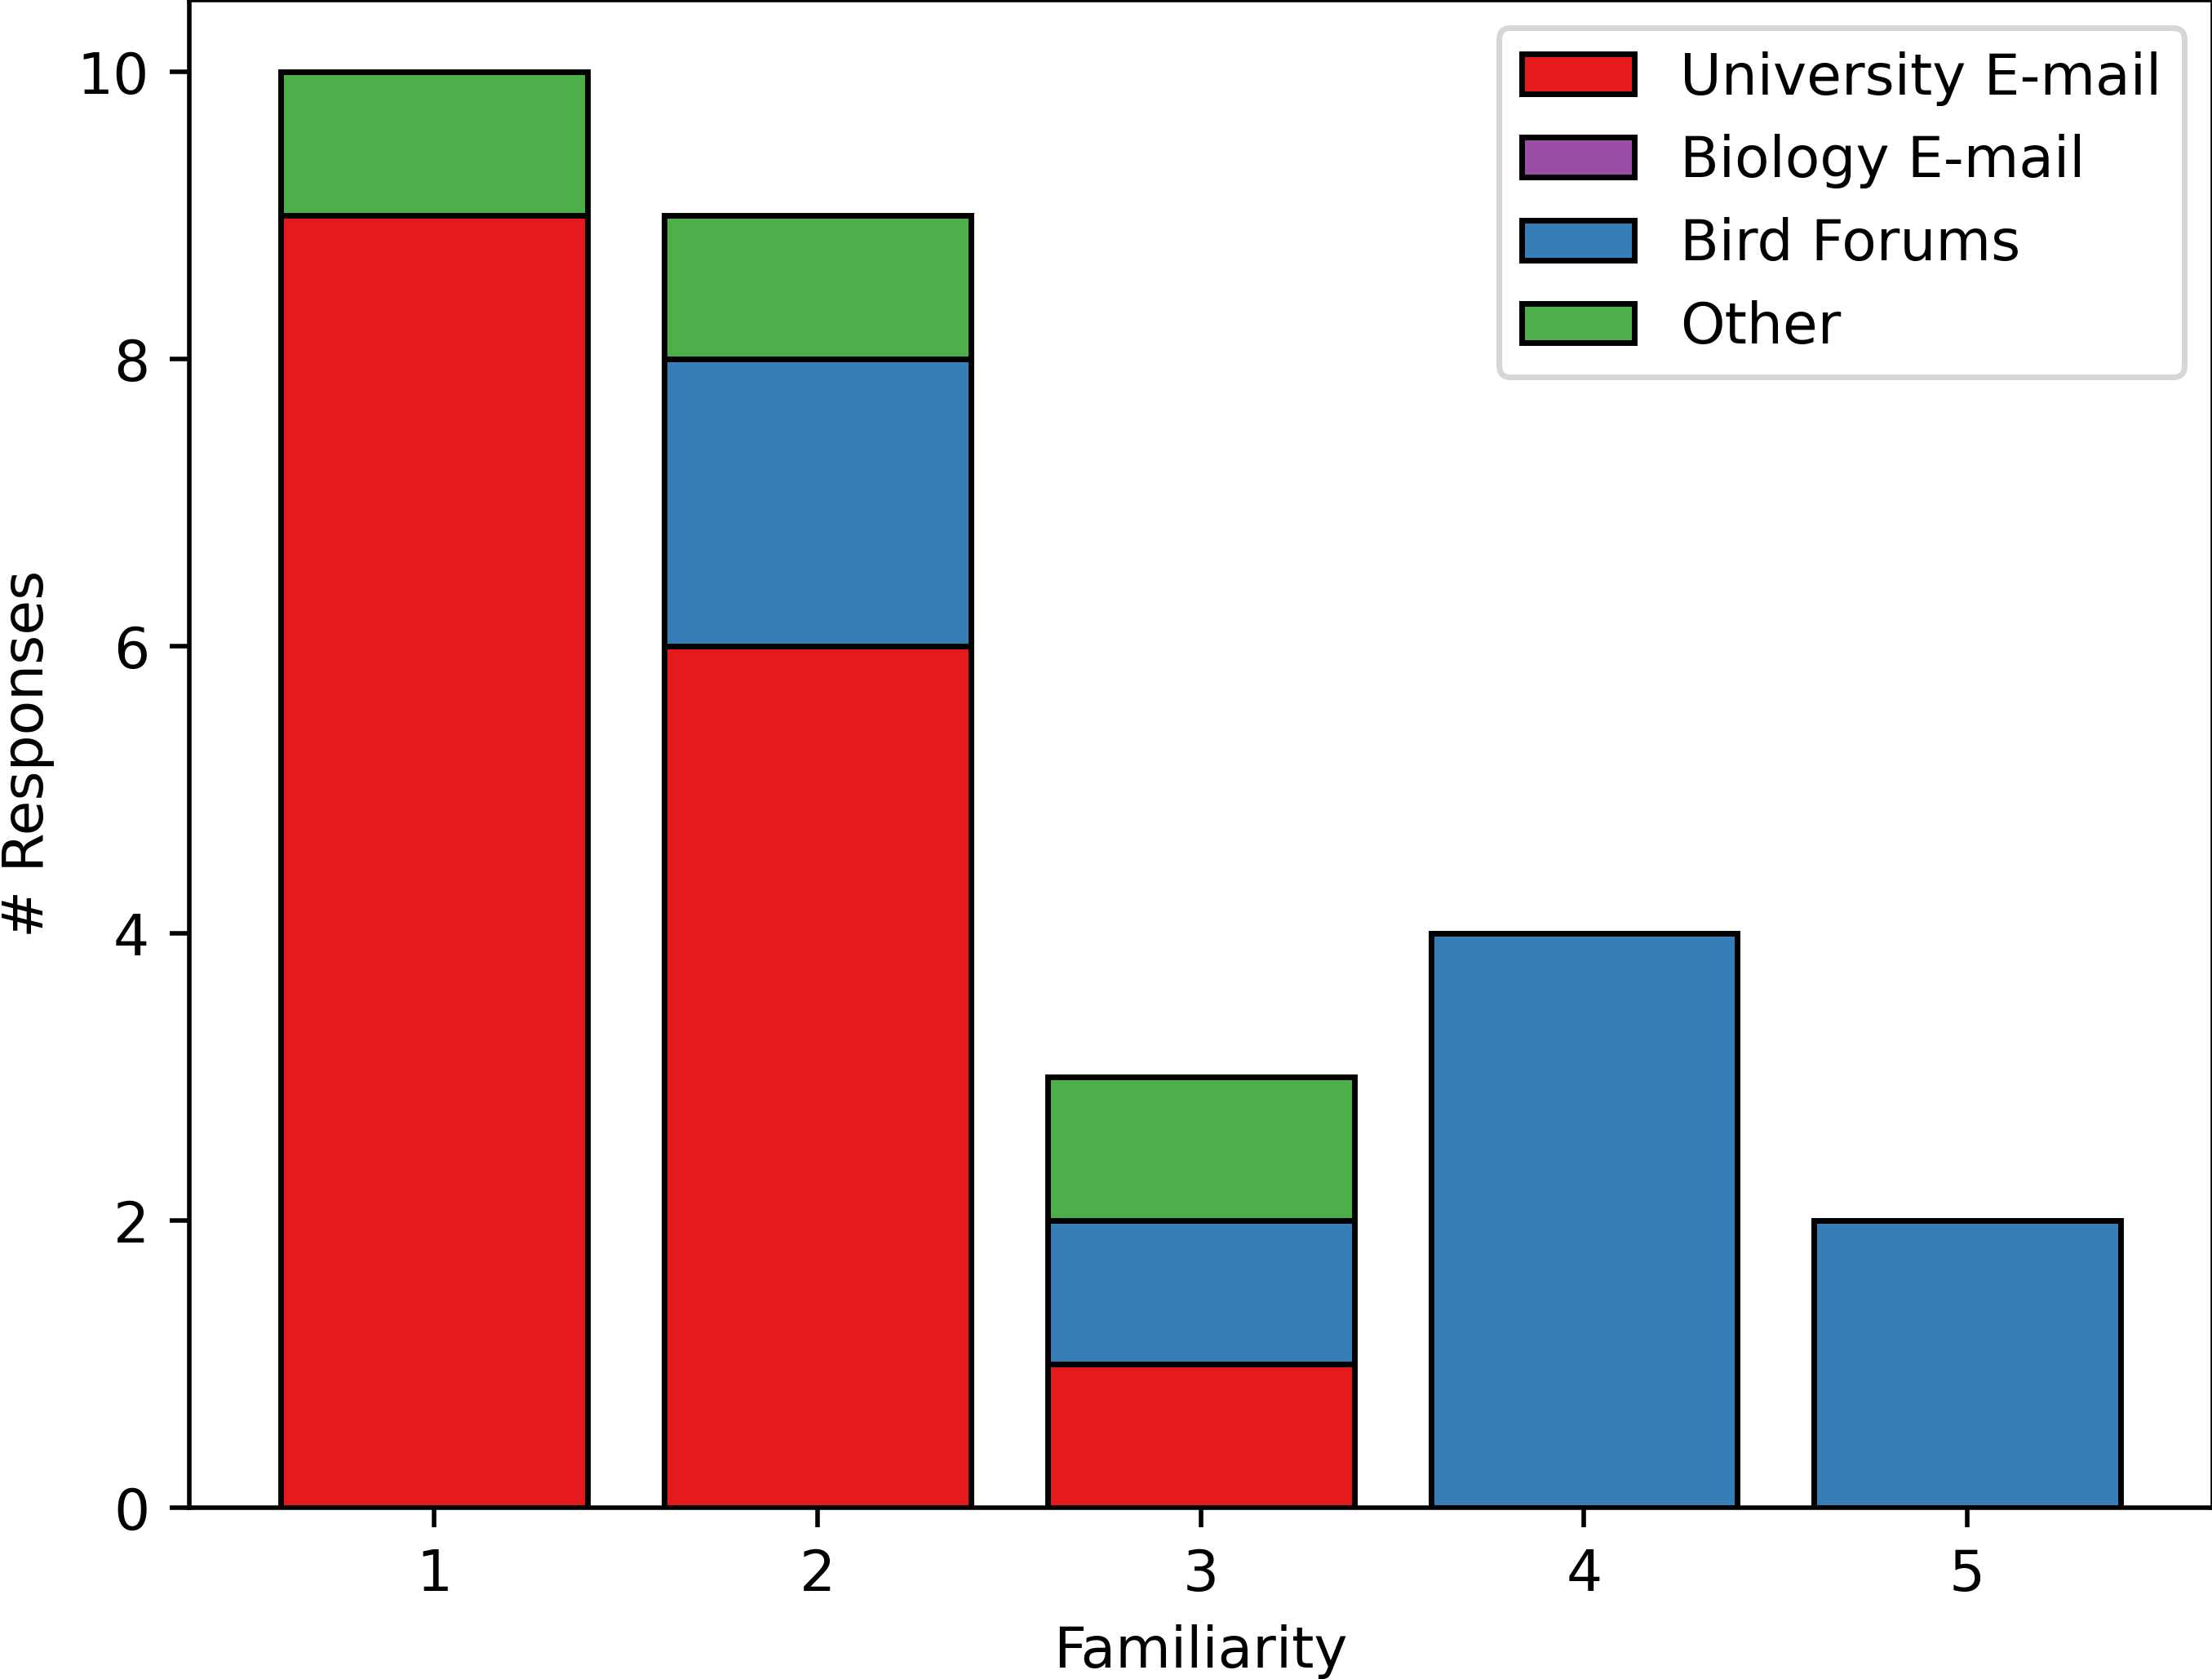 University E-mail
Biology E-mail
Bird Forums
Other
# Responses
10
8
6
4
2
0
1 2 3 4 5
Familiarity